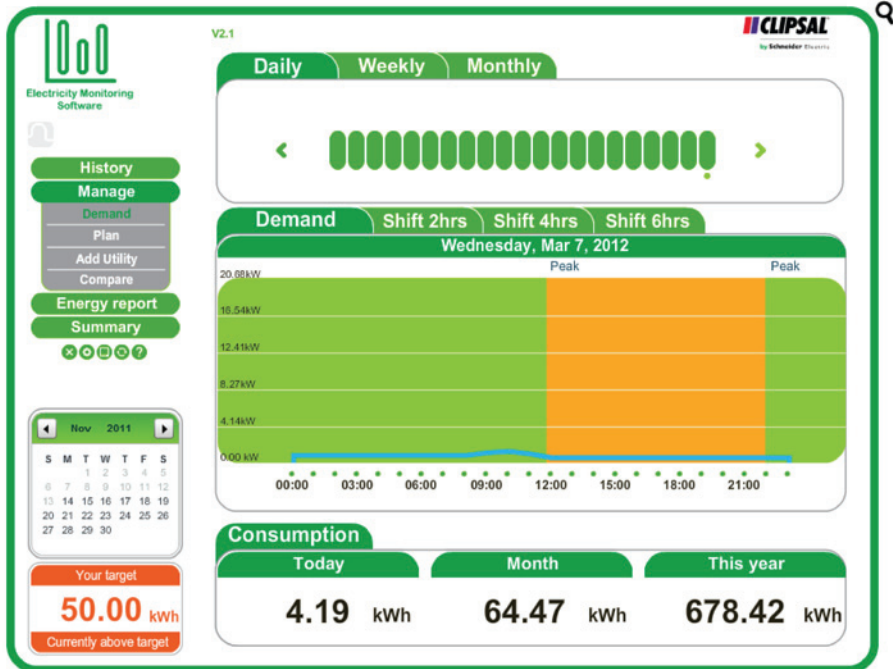 V2.1
CLIPSAL
by Schneider Electric
Electricity Monitoring
Software
Daily Weekly Monthly
History
Manage
Demand
Plan
Add Utility
Compare
Energy report
Summary
?
Demand Shift 2hrs Shift 4hrs Shift 6hrs
Wednesday, Mar 7, 2012
Peak Peak
20.68kW
16.54kW
12.41kW
8.27kW
4.14kW
0.00 kW
00:00 03:00 06:00 09:00 12:00 15:00 18:00 21:00
Nov 2011
S M T W T F S
1 2 3 4 5
6 7 8 9 10 11 12
13 14 15 16 17 18 19
20 21 22 23 24 25 26
27 28 29 30
Your target
50.00 kWh
Currently above target
Consumption
Today Month This year
4.19 kWh 64.47 kWh 678.42 kWh